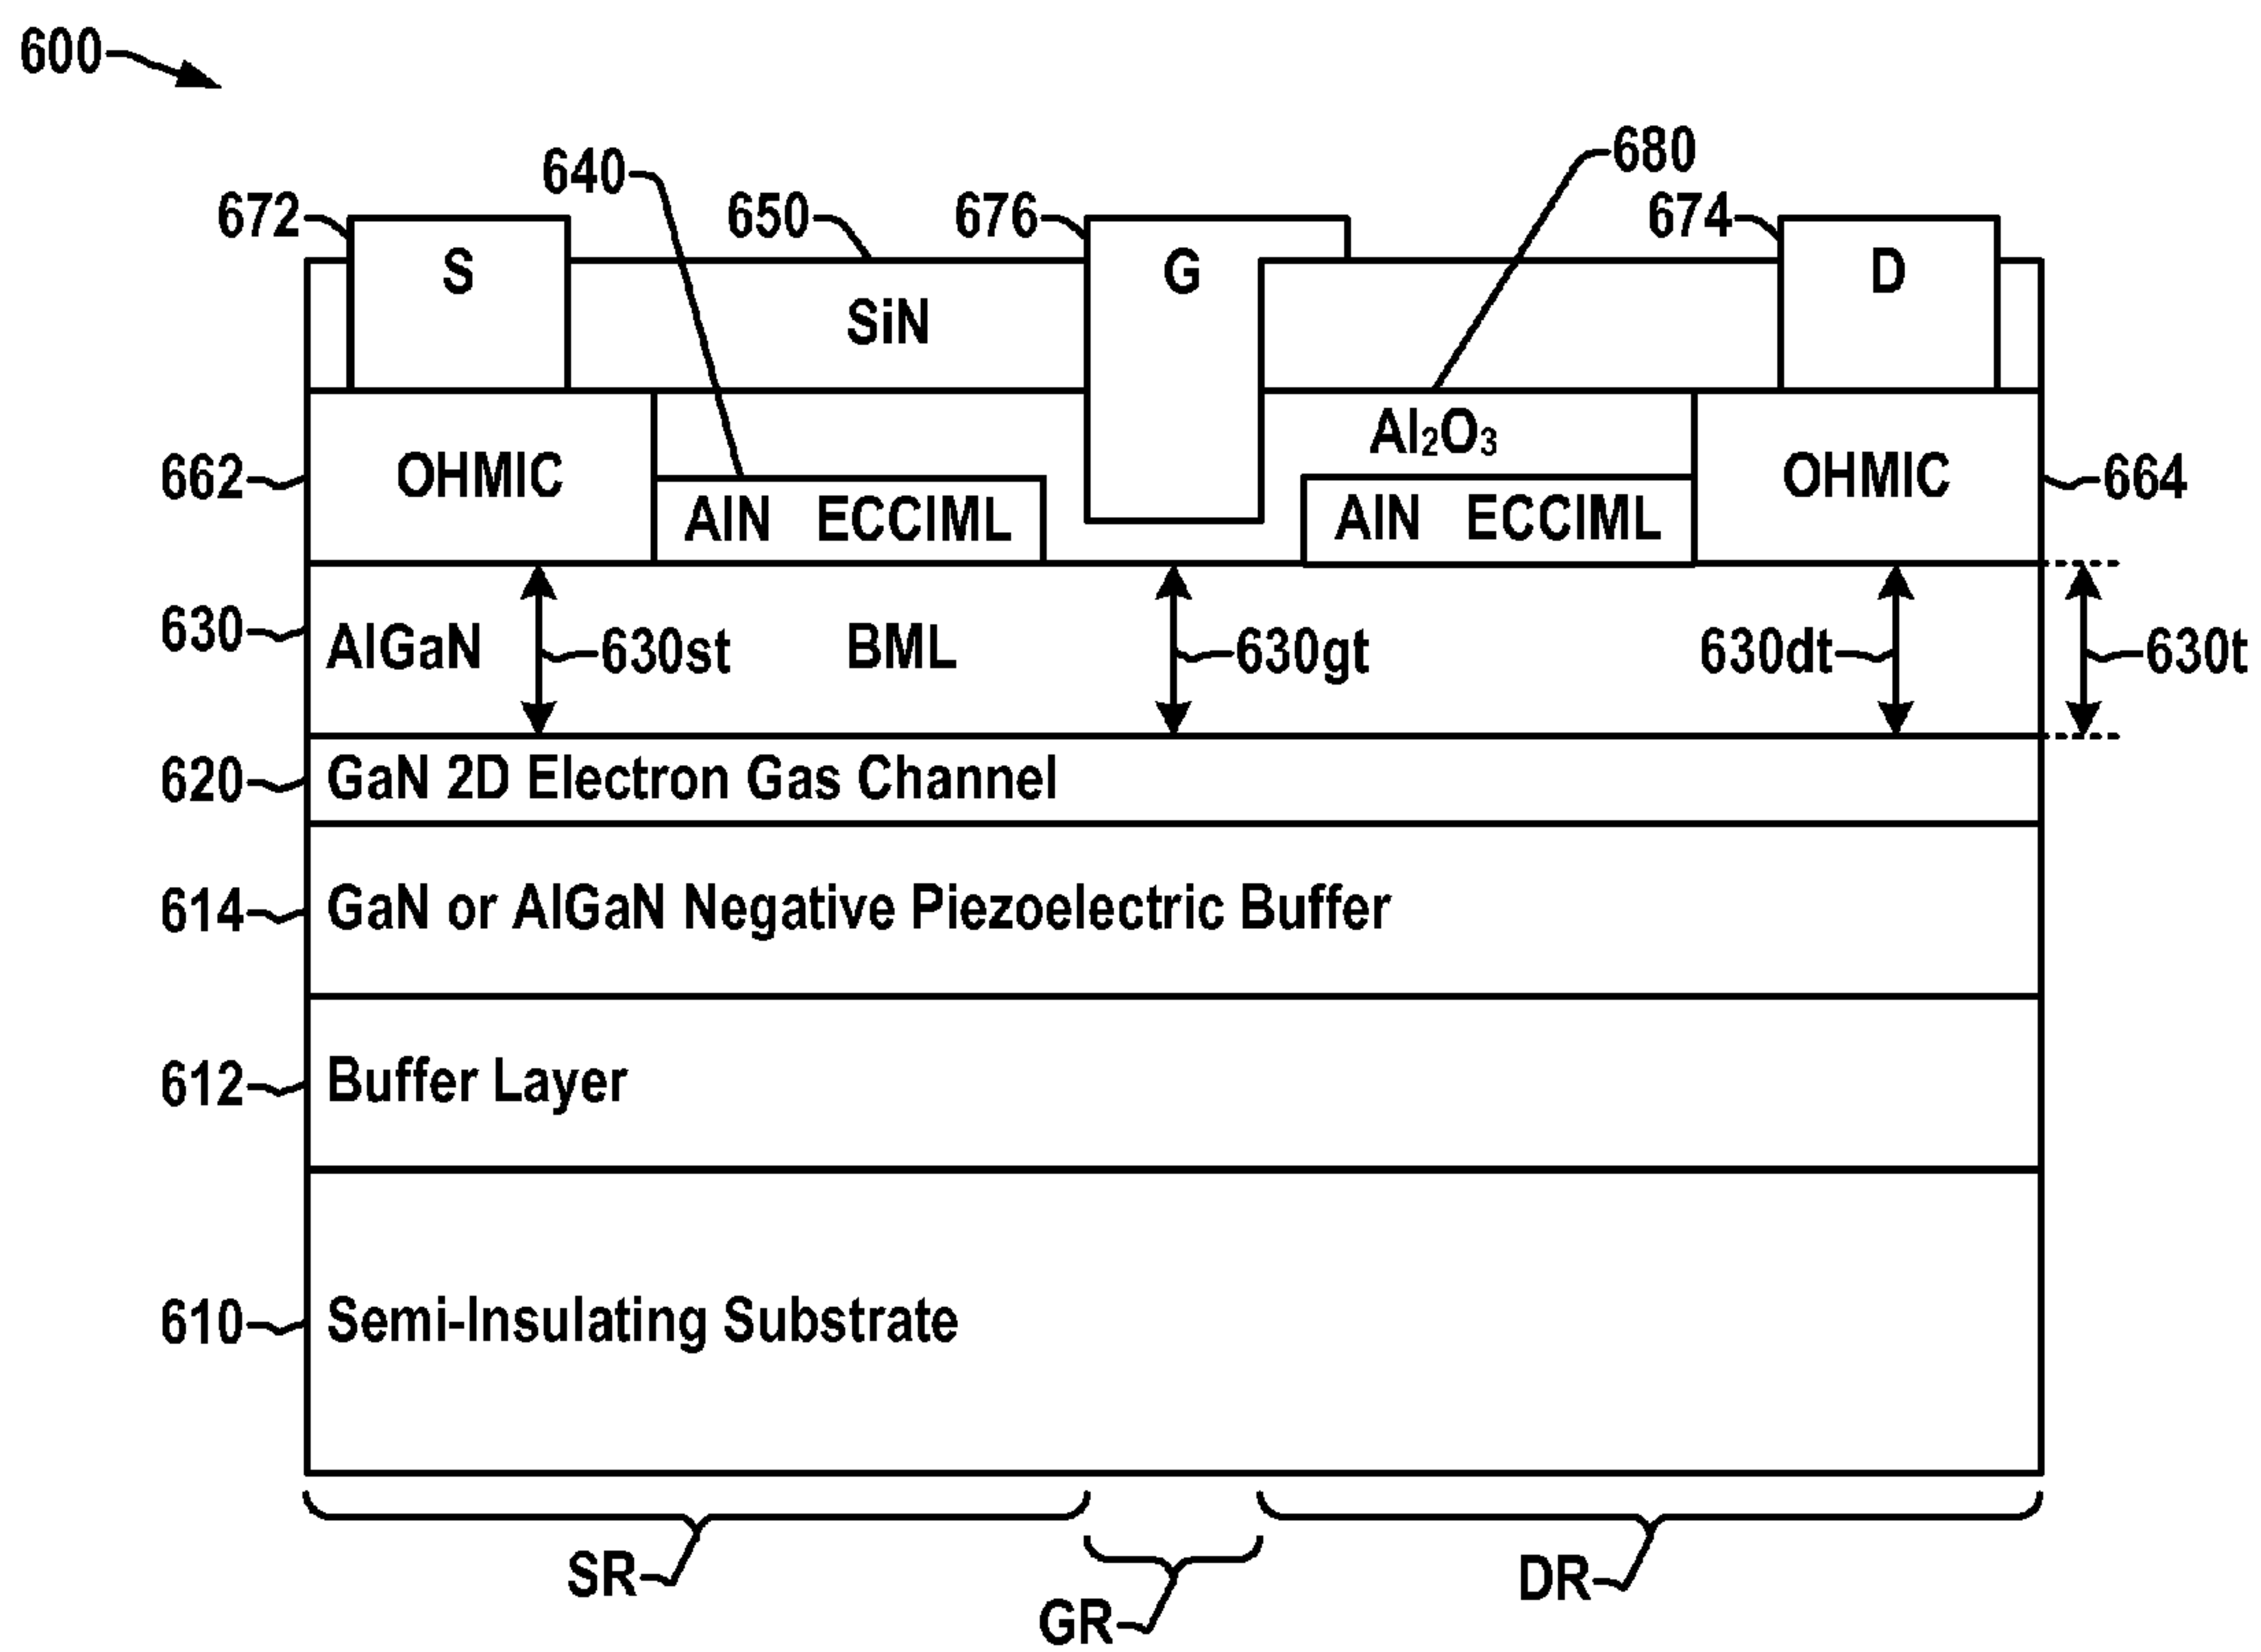 600
640
680
672
650
676
674
S
G
D
SiN
Al₂O₃
662
OHMIC
OHMIC
664
AlN ECCIML
AlN ECCIML
630
AlGaN
630st
BML
630gt
630dt
630t
620
GaN 2D Electron Gas Channel
614
GaN or AlGaN Negative Piezoelectric Buffer
612
Buffer Layer
610
Semi-Insulating Substrate
SR
GR
DR